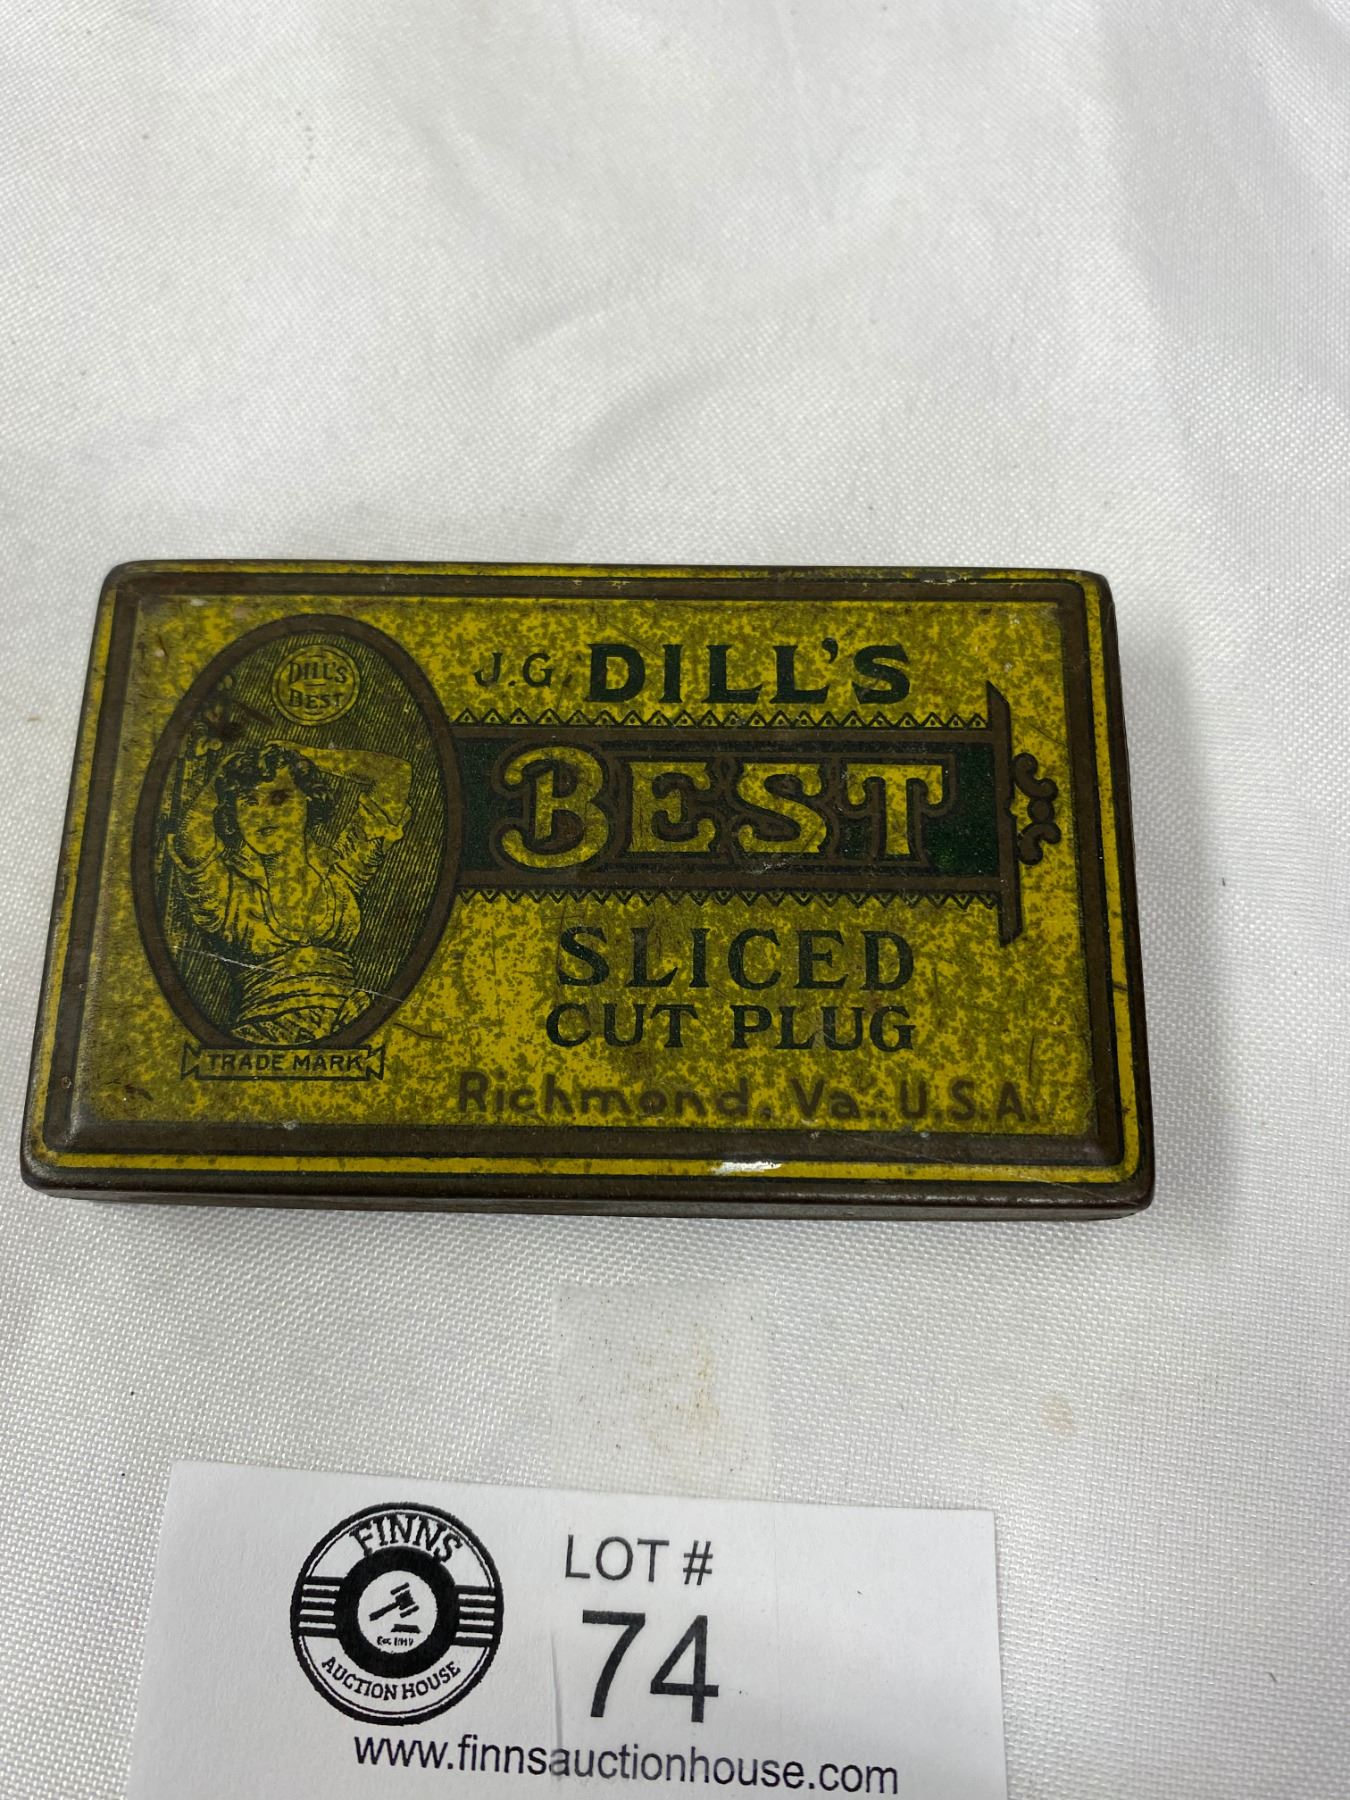 DILL'S
BEST
TRADE MARK
J.G. DILL'S
BEST
SLICED
CUT PLUG
Richmond, Va., U.S.A.
FINNS
AUCTION HOUSE
LOT #
74
www.finnsauctionhouse.com